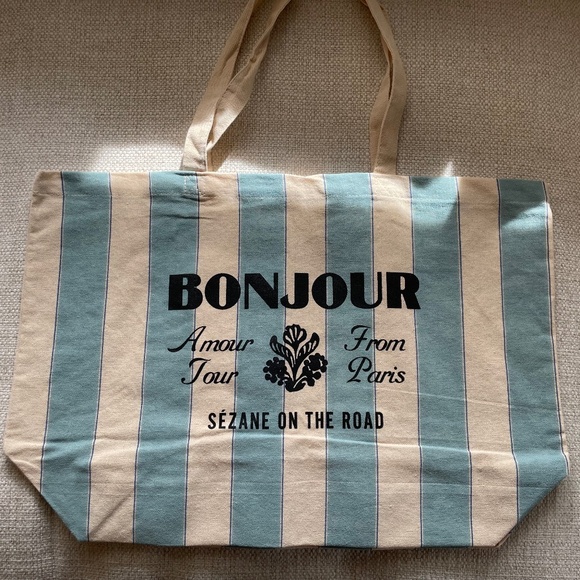 BONJOUR
Amour From
Tour Paris
SÉZANE ON THE ROAD